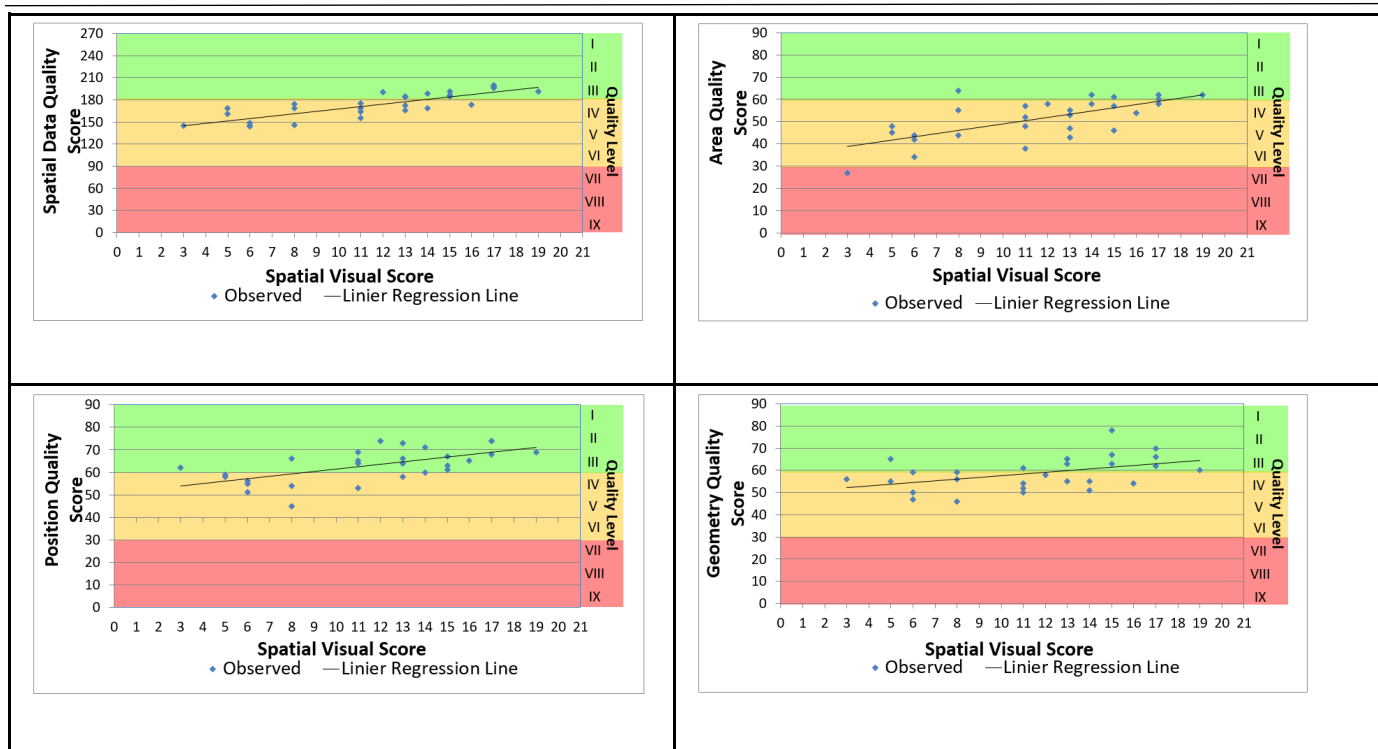 Spatial Data Quality
Score
270
240
210
180
150
120
90
60
30
0
I
II
III
IV
V
VI
VII
VIII
IX
Quality Level
0 1 2 3 4 5 6 7 8 9 10 11 12 13 14 15 16 17 18 19 20 21
Spatial Visual Score
Observed Linier Regression Line
Area Quality
Score
90
80
70
60
50
40
30
20
10
0
I
II
III
IV
V
VI
VII
VIII
IX
Quality Level
0 1 2 3 4 5 6 7 8 9 10 11 12 13 14 15 16 17 18 19 20 21
Spatial Visual Score
Observed Linier Regression Line
Position Quality
Score
90
80
70
60
50
40
30
20
10
0
I
II
III
IV
V
VI
VII
VIII
IX
Quality Level
0 1 2 3 4 5 6 7 8 9 10 11 12 13 14 15 16 17 18 19 20 21
Spatial Visual Score
Observed Linier Regression Line
Geometry Quality
Score
90
80
70
60
50
40
30
20
10
0
I
II
III
IV
V
VI
VII
VIII
IX
Quality Level
0 1 2 3 4 5 6 7 8 9 10 11 12 13 14 15 16 17 18 19 20 21
Spatial Visual Score
Observed Linier Regression Line